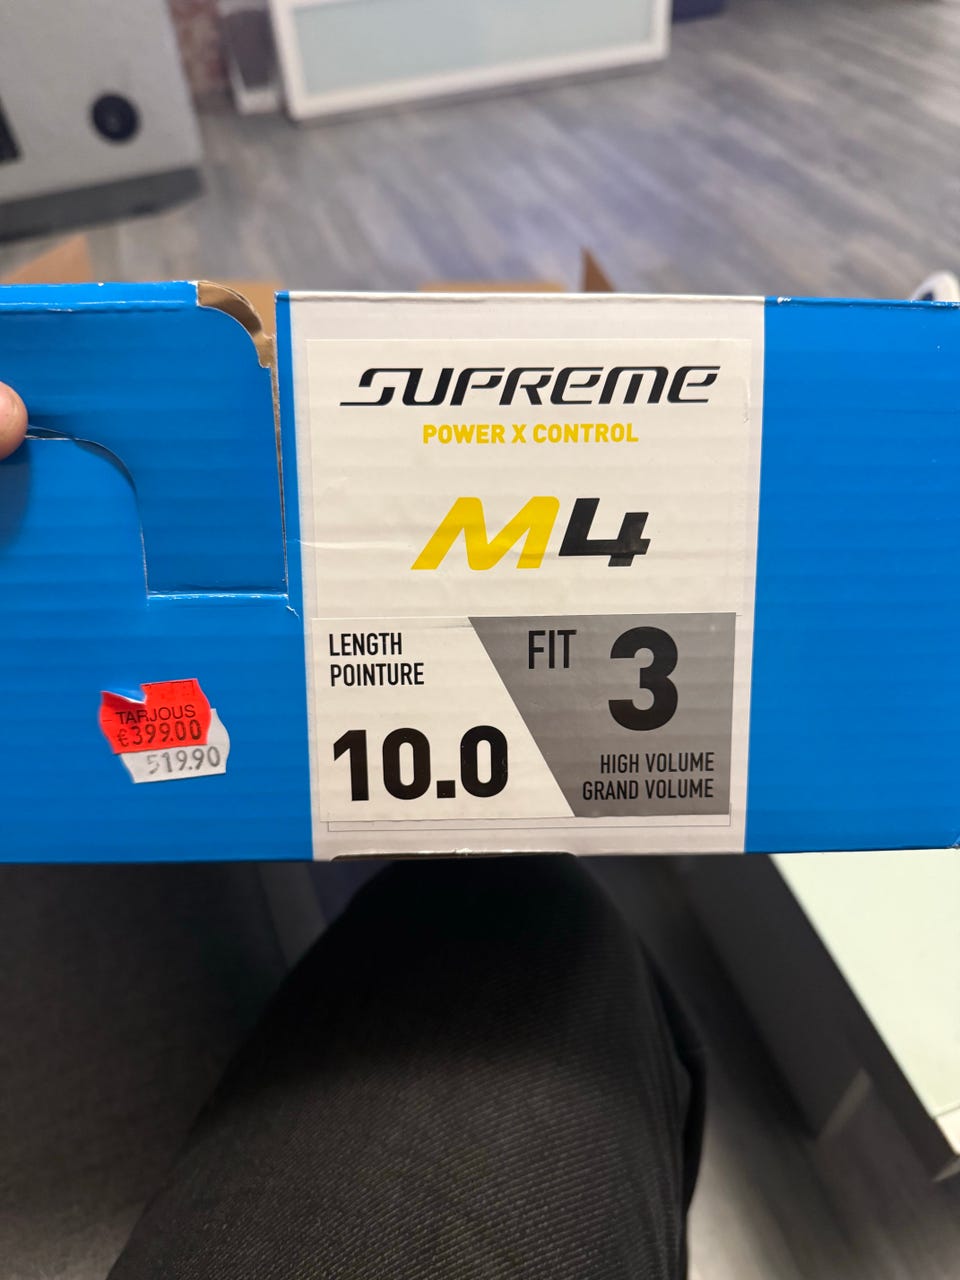 SUPREME
POWER X CONTROL
M4
LENGTH
POINTURE
10.0
FIT 3
HIGH VOLUME
GRAND VOLUME
TARJOUS
€399.00
519.90